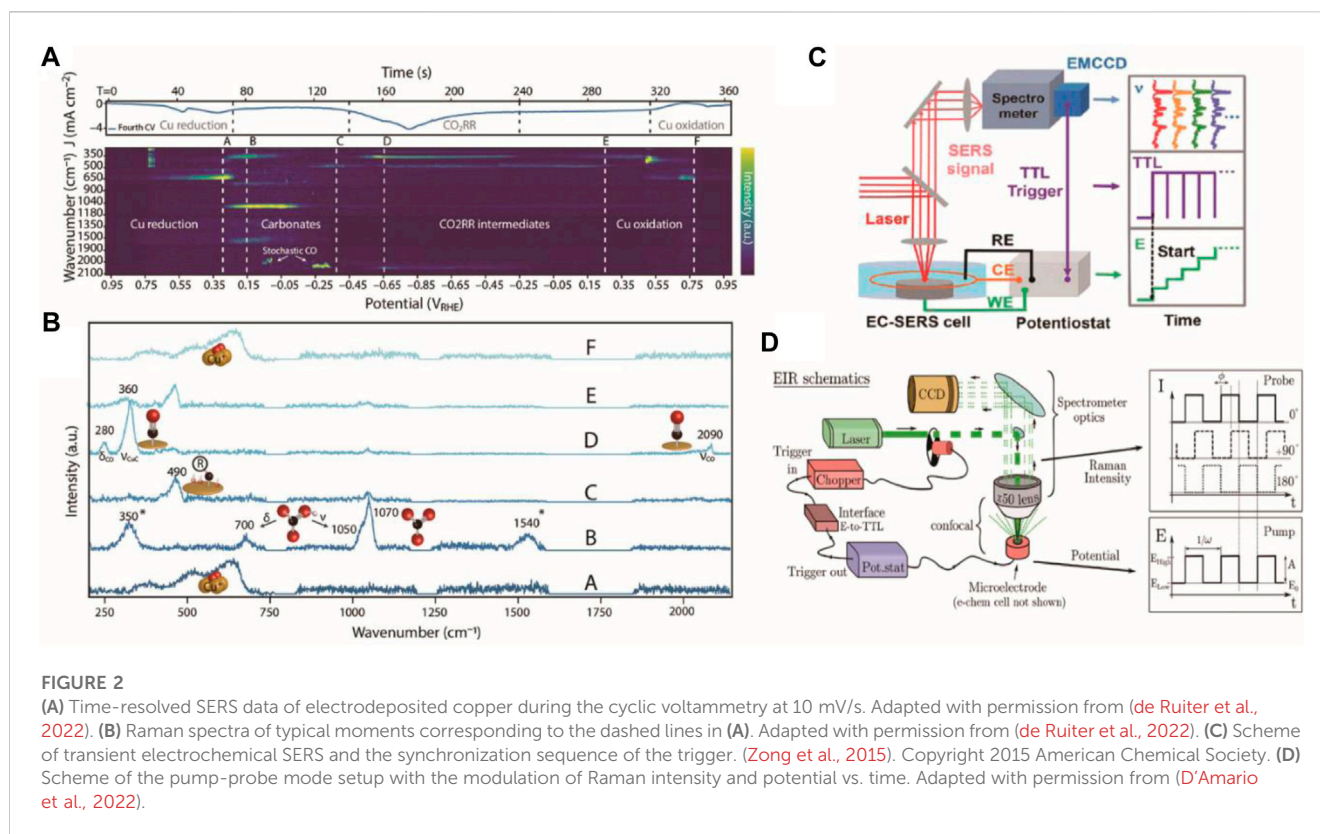 A
Time (s)
T=0 40 80 120 160 200 240 280 320 360
J (mA cm⁻²)
0
−4
Fourth CV
Cu reduction
CO₂RR
Cu oxidation
A B C D E F
Wavenumber (cm⁻¹)
350
500
650
900
1040
1180
1350
1500
1900
2000
2100
Cu reduction
Carbonates
CO2RR intermediates
Cu oxidation
Stochastic CO
Intensity (a.u.)
0.95 0.75 0.55 0.35 0.15 −0.05 −0.25 −0.45 −0.65 −0.85 −0.85 −0.65 −0.45 −0.25 −0.05 0.15 0.35 0.55 0.75 0.95
Potential (VRHE)
B
Intensity (a.u.)
F
Cu+
E
360
280
δCO
νCuC
D
2090
νCO
490
R
C
350*
700
δ
ν
1050
1070
1540*
B
Cu+
A
250 500 750 1000 1250 1500 1750 2000
Wavenumber (cm⁻¹)
C
EMCCD
Spectro
meter
SERS
signal
TTL
Trigger
Laser
RE
CE
WE
EC-SERS cell
Potentiostat
ν
TTL
E
Start
Time
D
EIR schematics
CCD
Laser
Spectrometer
optics
Trigger
in
Chopper
x50 lens
Interface
E-to-TTL
confocal
Trigger out
Pot.stat
Microelectrode
(e-chem cell not shown)
Raman
Intensity
Potential
I
ϕ
Probe
0°
+90°
180°
t
E
1/ω
Pump
EHigh
ELow
A
E0
t
FIGURE 2
(A) Time-resolved SERS data of electrodeposited copper during the cyclic voltammetry at 10 mV/s. Adapted with permission from (de Ruiter et al.,
2022). (B) Raman spectra of typical moments corresponding to the dashed lines in (A). Adapted with permission from (de Ruiter et al., 2022). (C) Scheme
of transient electrochemical SERS and the synchronization sequence of the trigger. (Zong et al., 2015). Copyright 2015 American Chemical Society. (D)
Scheme of the pump-probe mode setup with the modulation of Raman intensity and potential vs. time. Adapted with permission from (D’Amario
et al., 2022).